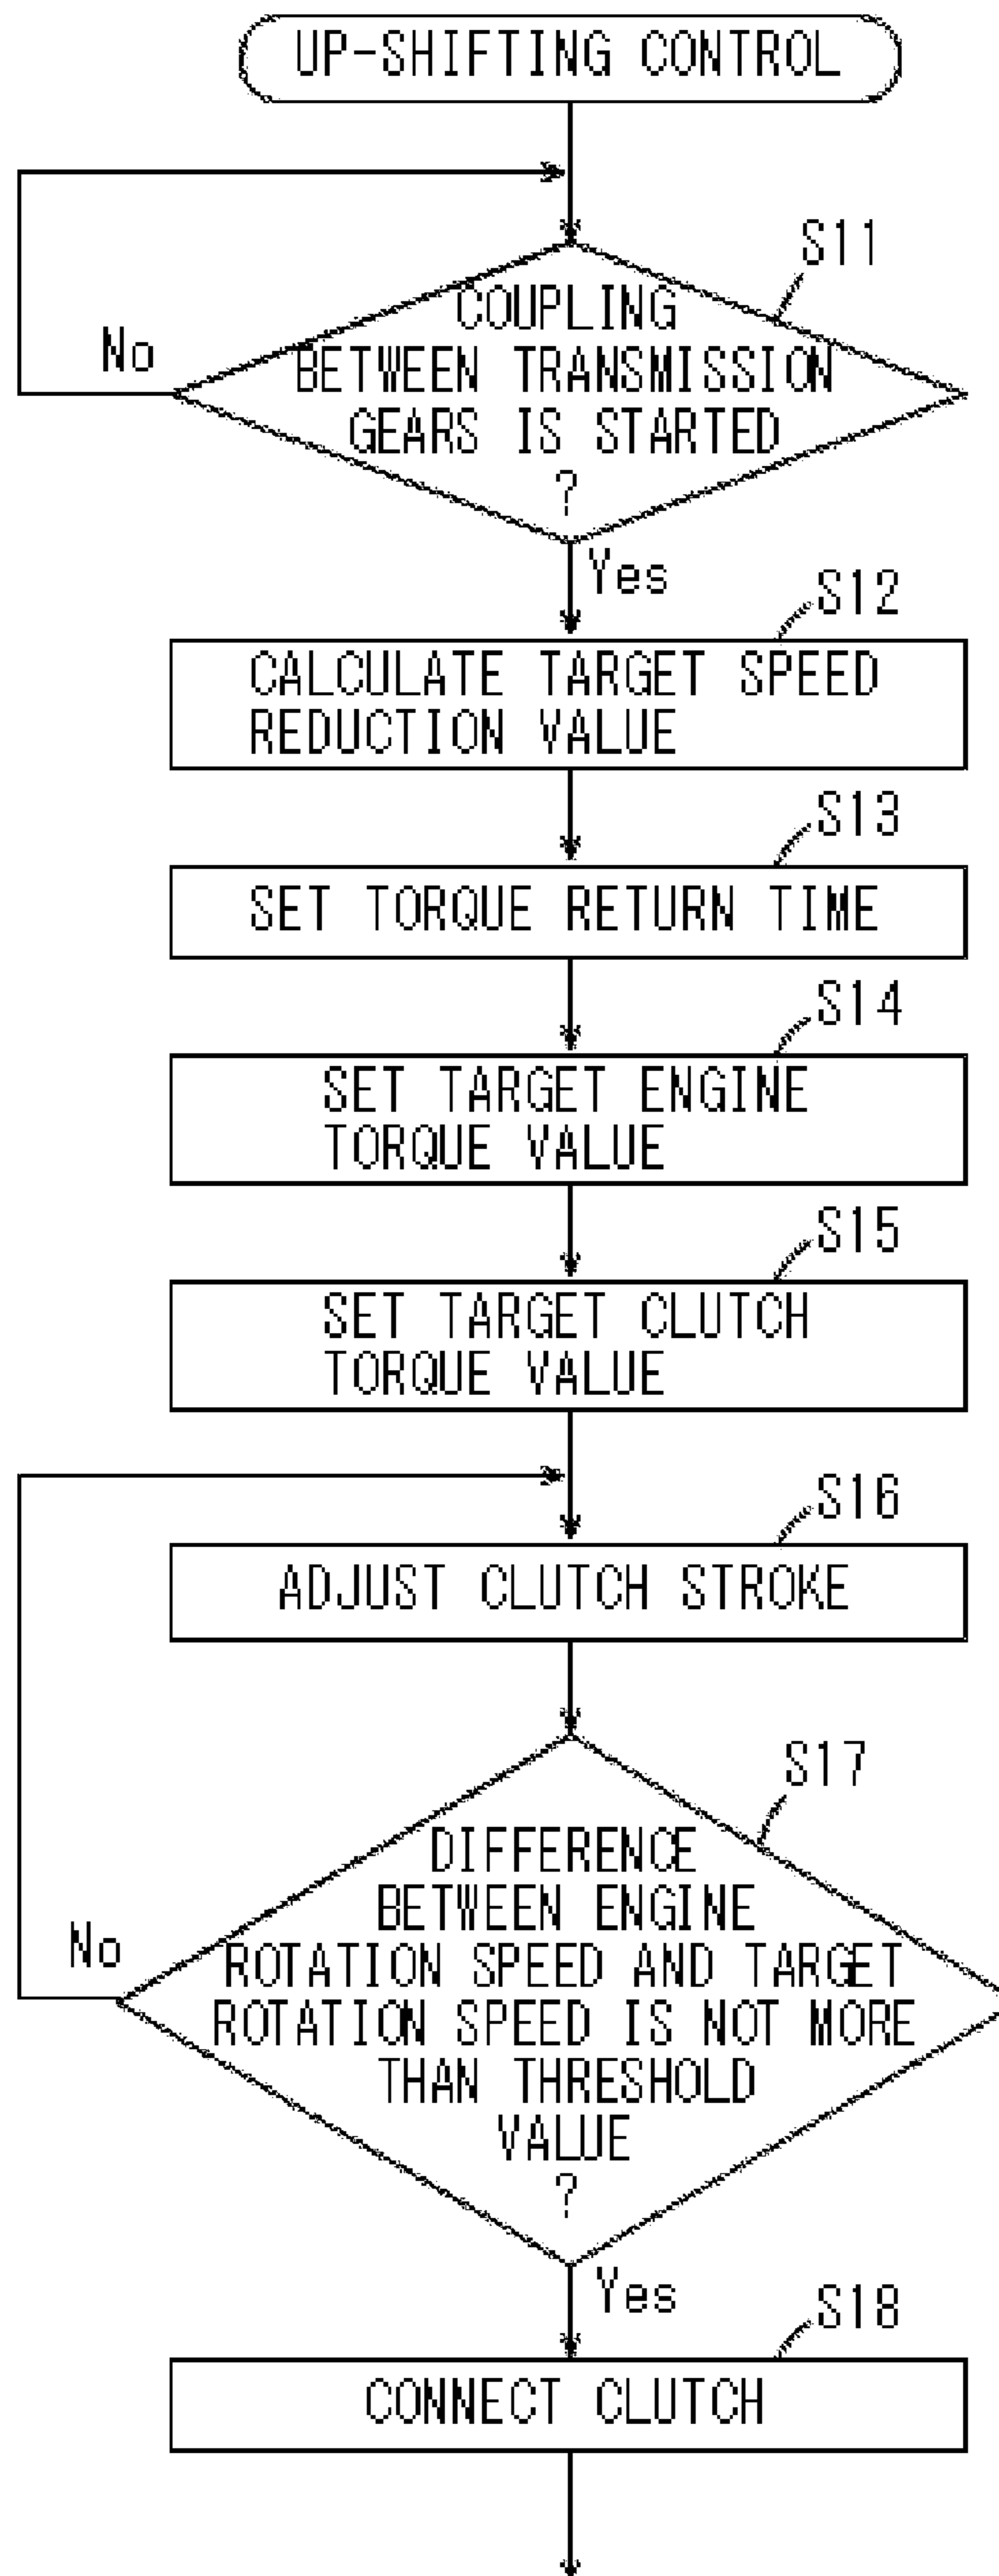 UP-SHIFTING CONTROL
S11
COUPLING
BETWEEN TRANSMISSION
GEARS IS STARTED
?
No
Yes
S12
CALCULATE TARGET SPEED
REDUCTION VALUE
S13
SET TORQUE RETURN TIME
S14
SET TARGET ENGINE
TORQUE VALUE
S15
SET TARGET CLUTCH
TORQUE VALUE
S16
ADJUST CLUTCH STROKE
S17
DIFFERENCE
BETWEEN ENGINE
ROTATION SPEED AND TARGET
ROTATION SPEED IS NOT MORE
THAN THRESHOLD
VALUE
?
No
Yes
S18
CONNECT CLUTCH